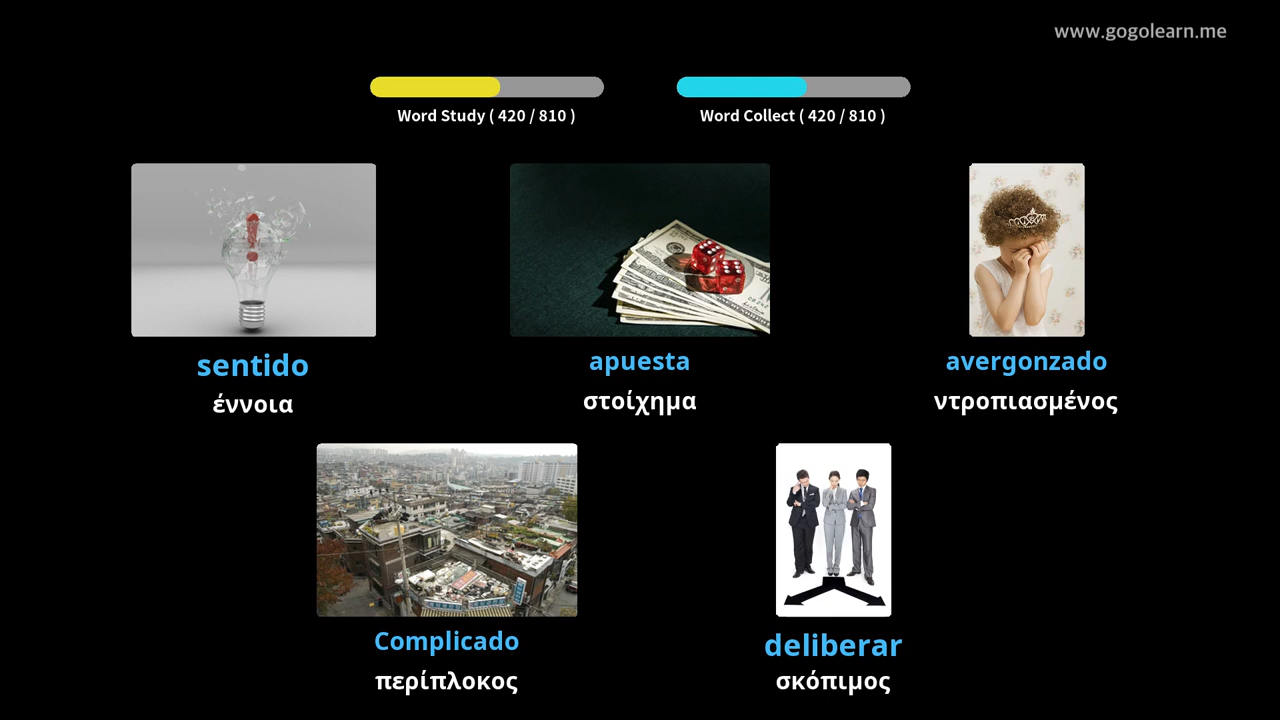 www.gogolearn.me
Word Study ( 420 / 810 )
Word Collect ( 420 / 810 )
sentido
έννοια
apuesta
στοίχημα
avergonzado
ντροπιασμένος
Complicado
περίπλοκος
deliberar
σκόπιμος